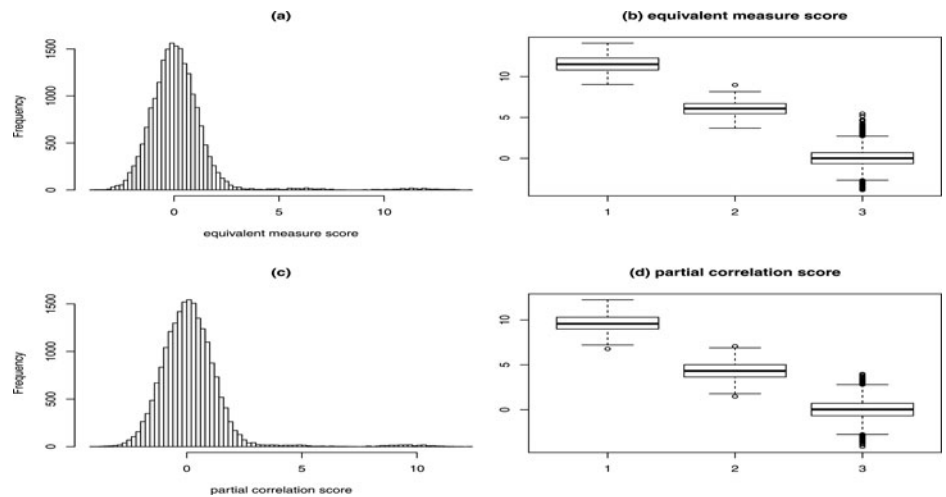 (a)
Frequency
1500
1000
500
0
0 5 10
equivalent measure score
(b) equivalent measure score
10
5
0
1 2 3
(c)
Frequency
1500
1000
500
0
0 5 10
partial correlation score
(d) partial correlation score
10
5
0
1 2 3